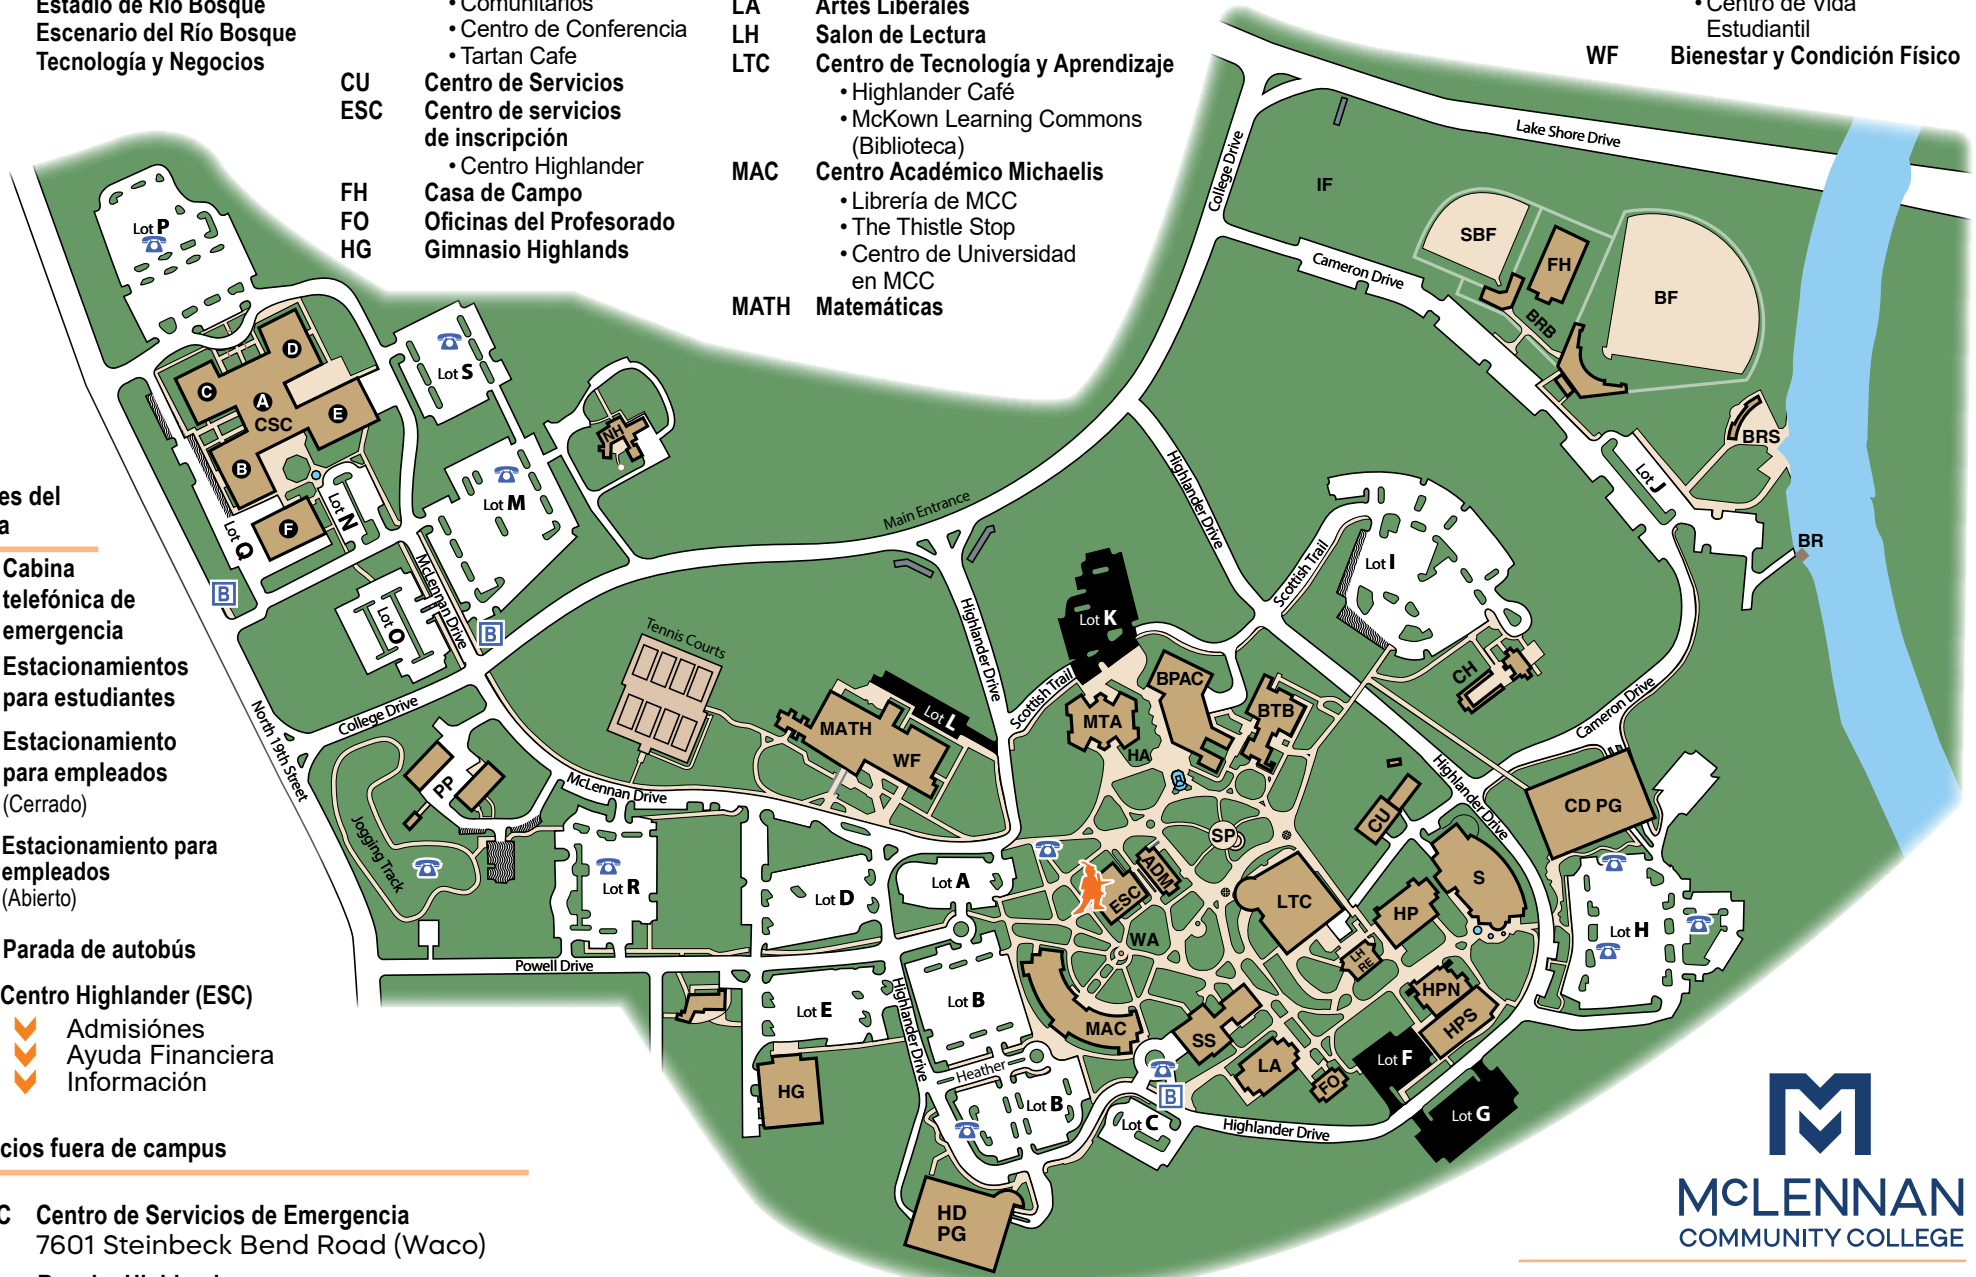 Estadio de Río Bosque
Escenario del Río Bosque
Tecnología y Negocios
• Comunitarios
• Centro de Conferencia
• Tartan Cafe
CU Centro de Servicios
ESC Centro de servicios
de inscripción
• Centro Highlander
FH Casa de Campo
FO Oficinas del Profesorado
HG Gimnasio Highlands
LA Artes Liberales
LH Salon de Lectura
LTC Centro de Tecnología y Aprendizaje
• Highlander Café
• McKown Learning Commons
(Biblioteca)
MAC Centro Académico Michaelis
• Librería de MCC
• The Thistle Stop
• Centro de Universidad
en MCC
MATH Matemáticas
• Centro de Vida
Estudiantil
WF Bienestar y Condición Físico
Lake Shore Drive
College Drive
IF
SBF
FH
BF
BRB
Cameron Drive
BRS
Lot J
BR
Lot P
Lot S
D
C
A
CSC
E
B
F
NH
Lot M
Lot N
Lot Q
B
McLennan Drive
Lot O
B
Main Entrance
Highlander Drive
Scottish Trail
Lot I
Lot K
Highlander Drive
Tennis Courts
Scottish Trail
CH
Cameron Drive
North 19th Street
College Drive
MATH
WF
Lot L
MTA
BPAC
BTB
HA
PP
McLennan Drive
Jogging Track
Highlander Drive
CU
CD PG
SP
ADM
ESC
LTC
HP
S
Lot R
Lot D
Lot A
WA
LH
RE
Lot H
Powell Drive
Lot E
Highlander Drive
Lot B
MAC
SS
HPN
HPS
LA
FO
Lot F
Lot G
HG
Heather
Lot B
B
Lot C
Highlander Drive
HD
PG
es del
a
Cabina
telefónica de
emergencia
Estacionamientos
para estudiantes
Estacionamiento
para empleados
(Cerrado)
Estacionamiento para
empleados
(Abierto)
Parada de autobús
Centro Highlander (ESC)
Admisiónes
Ayuda Financiera
Información
cios fuera de campus
C Centro de Servicios de Emergencia
7601 Steinbeck Bend Road (Waco)
MCLENNAN
COMMUNITY COLLEGE